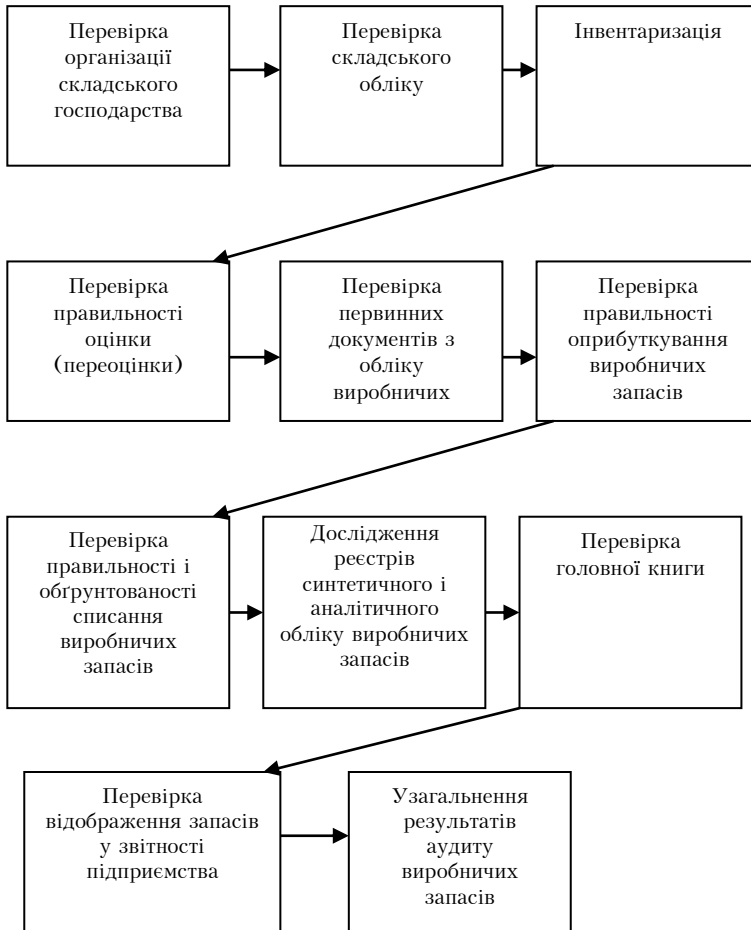 Перевірка
організації
складського
господарства
Перевірка
складського
обліку
Інвентаризація
Перевірка
правильності
оцінки
(переоцінки)
Перевірка
первинних
документів з
обліку
виробничих
Перевірка
правильності
оприбуткування
виробничих
запасів
Перевірка
правильності і
обґрунтованості
списання
виробничих
запасів
Дослідження
реєстрів
синтетичного і
аналітичного
обліку виробничих
запасів
Перевірка
головної книги
Перевірка
відображення запасів
у звітності
підприємства
Узагальнення
результатів
аудиту
виробничих
запасів